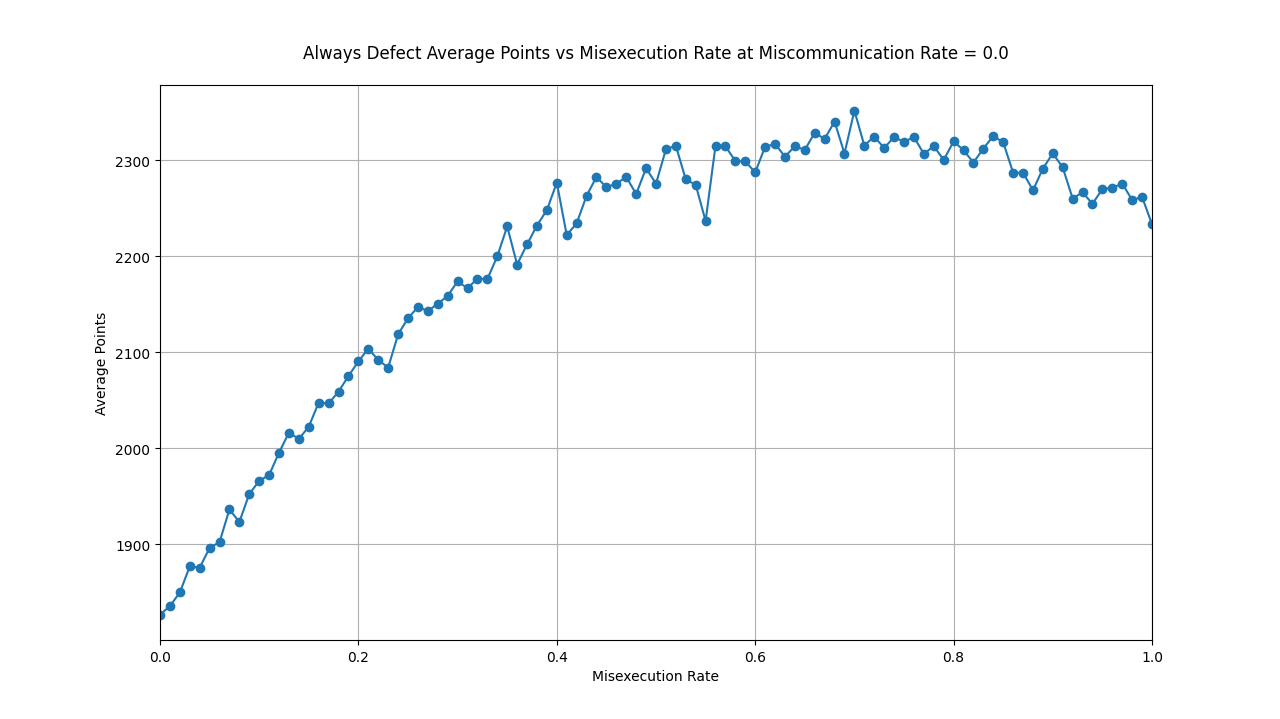 Always Defect Average Points vs Misexecution Rate at Miscommunication Rate = 0.0
Average Points
2300
2200
2100
2000
1900
0.0 0.2 0.4 0.6 0.8 1.0
Misexecution Rate